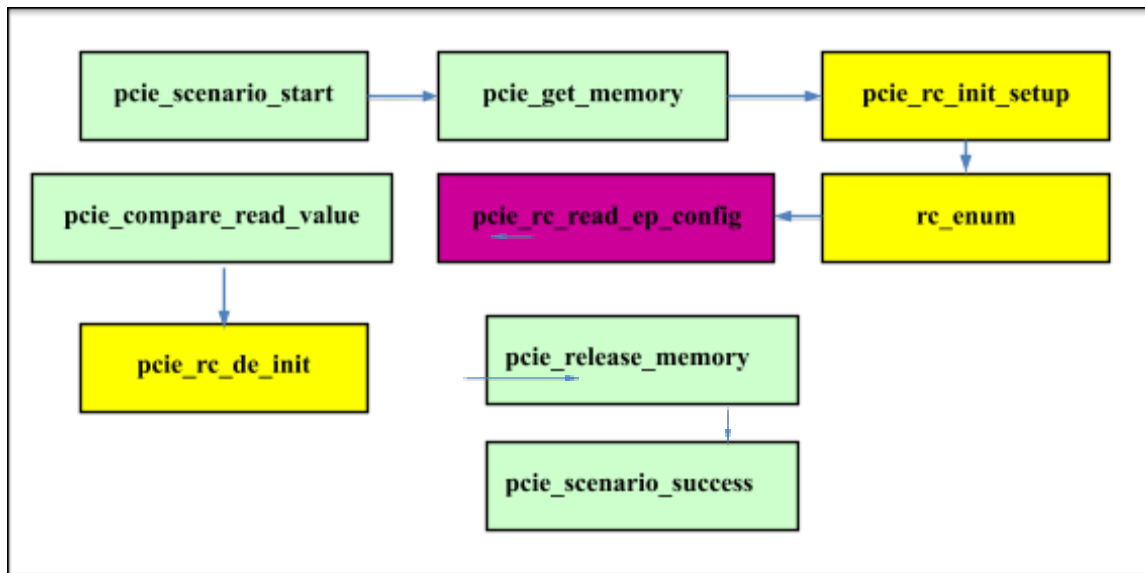 pcie_scenario_start
pcie_get_memory
pcie_rc_init_setup
pcie_compare_read_value
pcie_rc_read_ep_config
rc_enum
pcie_rc_de_init
pcie_release_memory
pcie_scenario_success